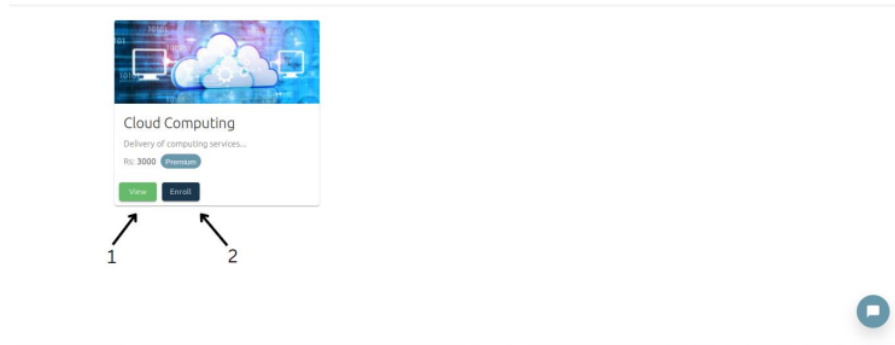 Cloud Computing
Delivery of computing services...
Rs: 3000 Premium
View Enroll
1 2